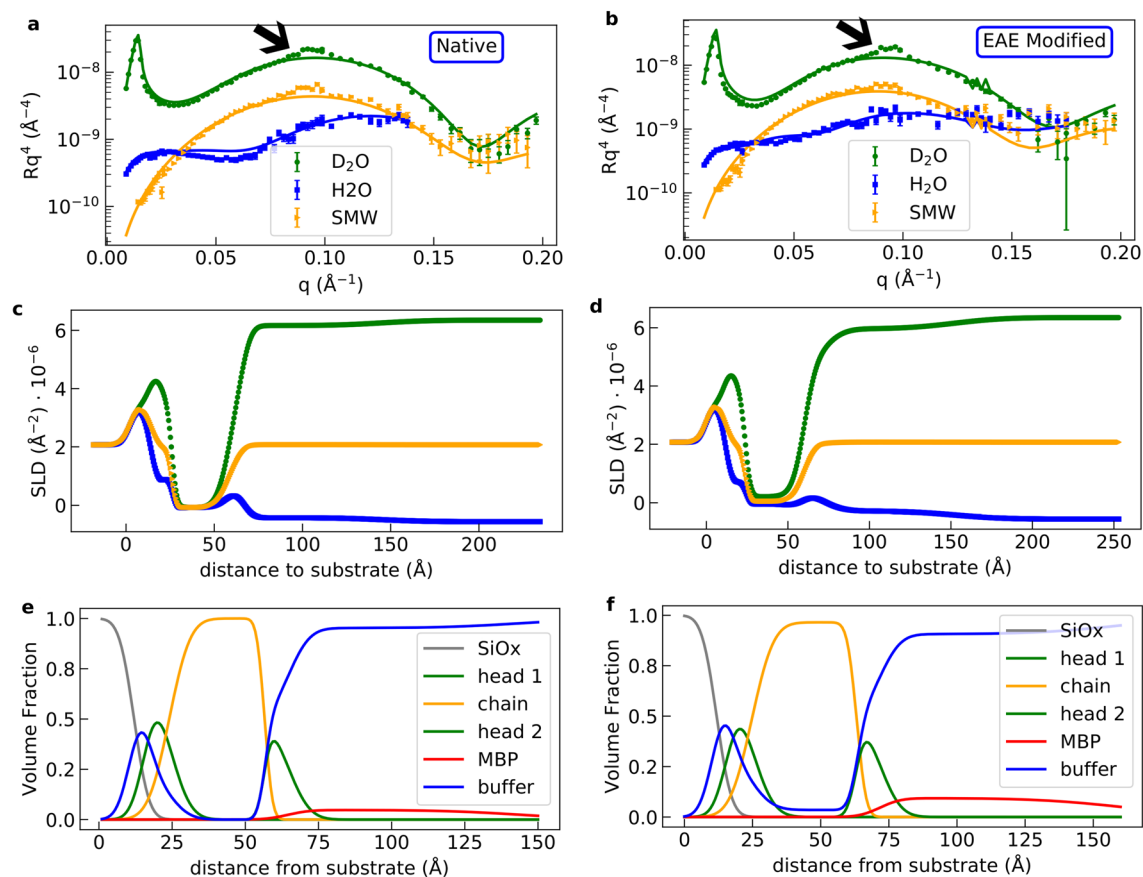 a
Native
Rq⁴ (Å⁻⁴)
10⁻⁸
10⁻⁹
10⁻¹⁰
D₂O
H2O
SMW
0.00 0.05 0.10 0.15 0.20
q (Å⁻¹)
b
EAE Modified
Rq⁴ (Å⁻⁴)
10⁻⁸
10⁻⁹
10⁻¹⁰
D₂O
H₂O
SMW
0.00 0.05 0.10 0.15 0.20
q (Å⁻¹)
c
SLD (Å⁻²) · 10⁻⁶
6
4
2
0
0 50 100 150 200
distance to substrate (Å)
d
SLD (Å⁻²) · 10⁻⁶
6
4
2
0
0 50 100 150 200 250
distance to substrate (Å)
e
Volume Fraction
1.0
0.8
0.5
0.2
0.0
SiOx
head 1
chain
head 2
MBP
buffer
0 25 50 75 100 125 150
distance from substrate (Å)
f
Volume Fraction
1.0
0.8
0.5
0.2
0.0
SiOx
head 1
chain
head 2
MBP
buffer
0 25 50 75 100 125 150
distance from substrate (Å)